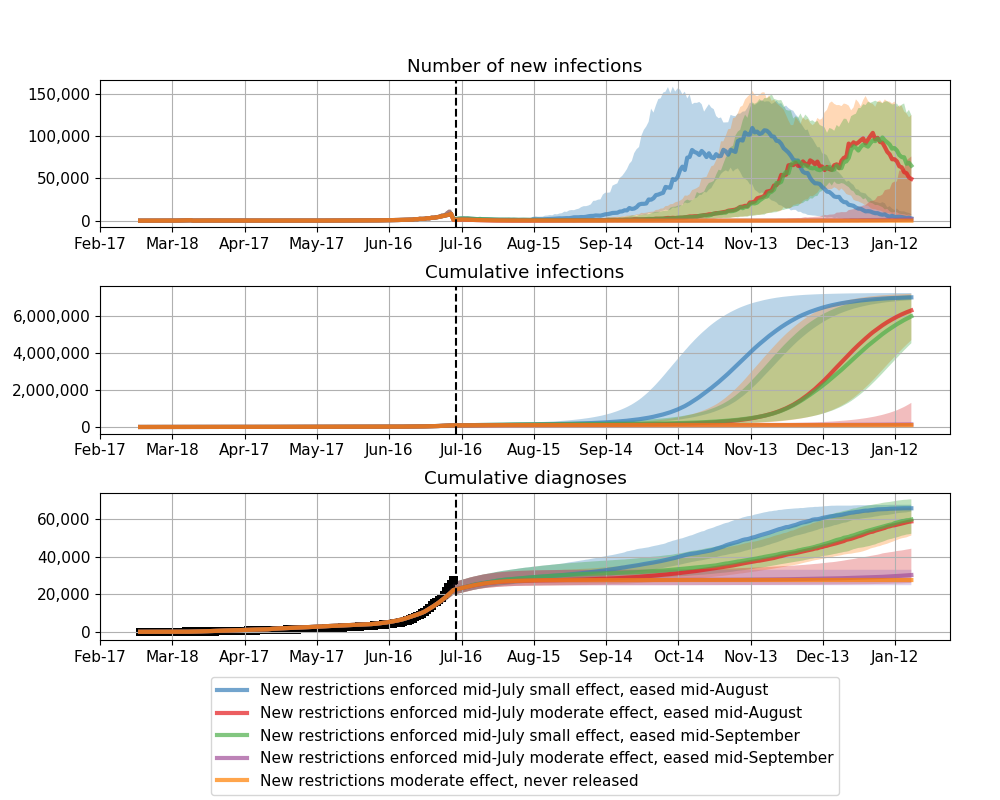 Number of new infections
150,000
100,000
50,000
0
Feb-17 Mar-18 Apr-17 May-17 Jun-16 Jul-16 Aug-15 Sep-14 Oct-14 Nov-13 Dec-13 Jan-12
Cumulative infections
6,000,000
4,000,000
2,000,000
0
Feb-17 Mar-18 Apr-17 May-17 Jun-16 Jul-16 Aug-15 Sep-14 Oct-14 Nov-13 Dec-13 Jan-12
Cumulative diagnoses
60,000
40,000
20,000
0
Feb-17 Mar-18 Apr-17 May-17 Jun-16 Jul-16 Aug-15 Sep-14 Oct-14 Nov-13 Dec-13 Jan-12
New restrictions enforced mid-July small effect, eased mid-August
New restrictions enforced mid-July moderate effect, eased mid-August
New restrictions enforced mid-July small effect, eased mid-September
New restrictions enforced mid-July moderate effect, eased mid-September
New restrictions moderate effect, never released